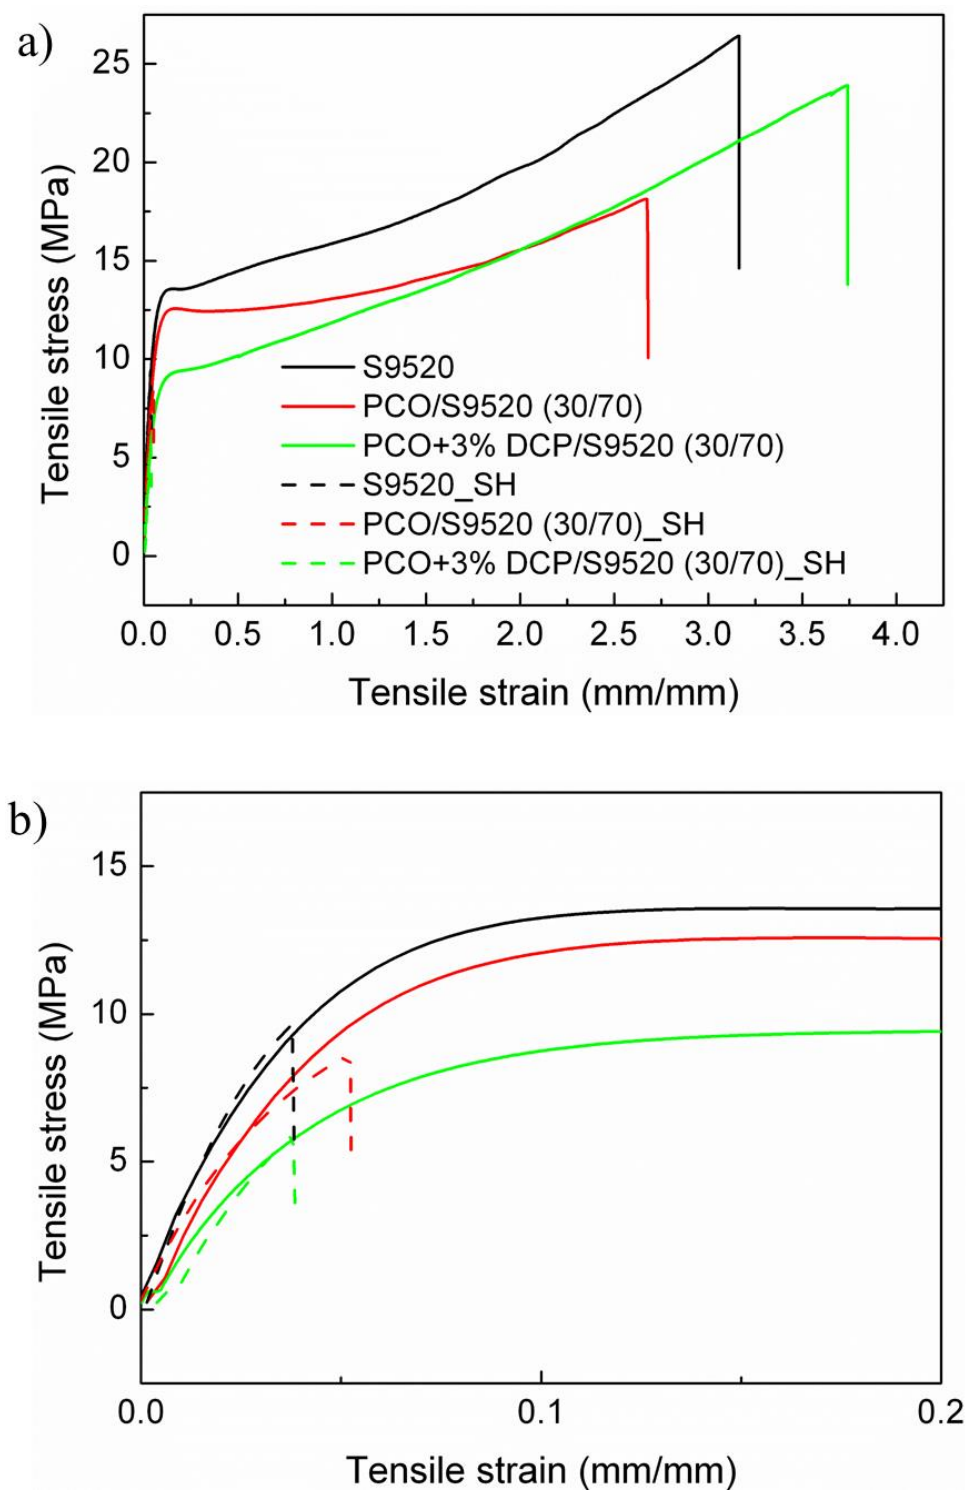 a)
25
20
15
10
5
0
Tensile stress (MPa)
S9520
PCO/S9520 (30/70)
PCO+3% DCP/S9520 (30/70)
S9520_SH
PCO/S9520 (30/70)_SH
PCO+3% DCP/S9520 (30/70)_SH
0.0 0.5 1.0 1.5 2.0 2.5 3.0 3.5 4.0
Tensile strain (mm/mm)
b)
15
10
5
0
Tensile stress (MPa)
0.0 0.1 0.2
Tensile strain (mm/mm)